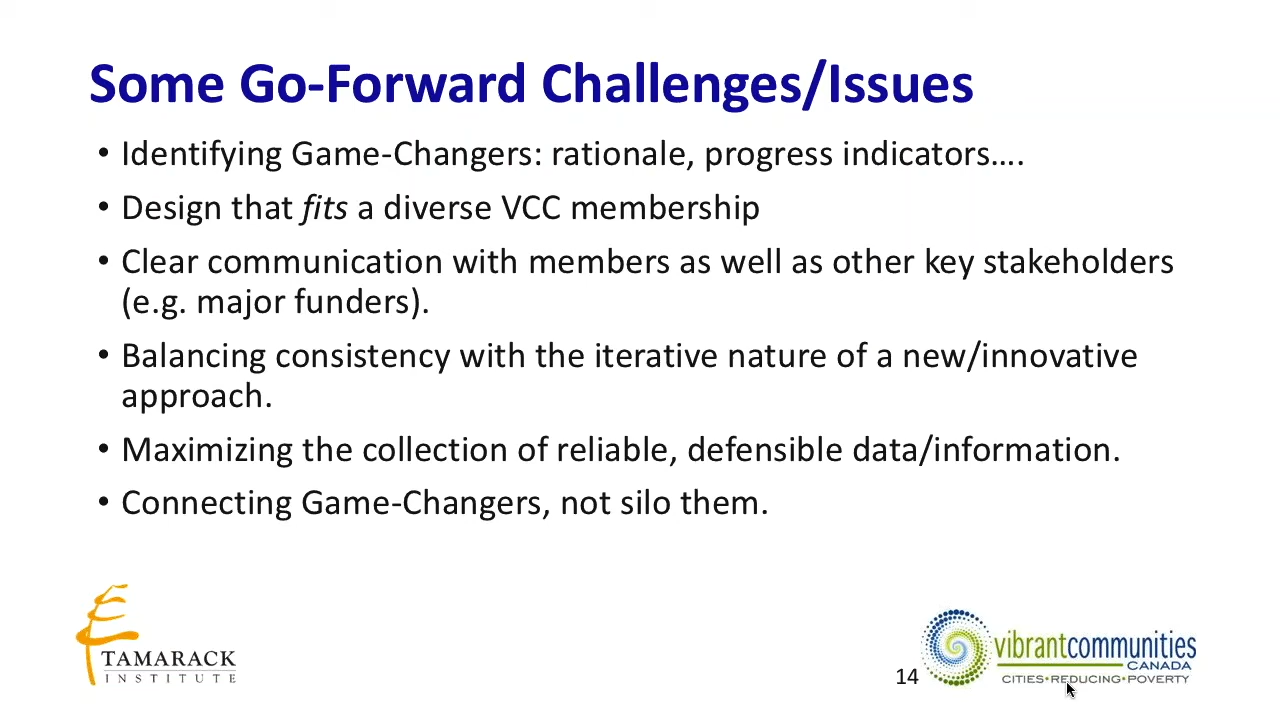 Some Go-Forward Challenges/Issues
• Identifying Game-Changers: rationale, progress indicators....
• Design that fits a diverse VCC membership
• Clear communication with members as well as other key stakeholders
(e.g. major funders).
• Balancing consistency with the iterative nature of a new/innovative
approach.
• Maximizing the collection of reliable, defensible data/information.
• Connecting Game-Changers, not silo them.
TAMARACK
INSTITUTE
14
vibrantcommunities
CANADA
CITIES•REDUCING•POVERTY